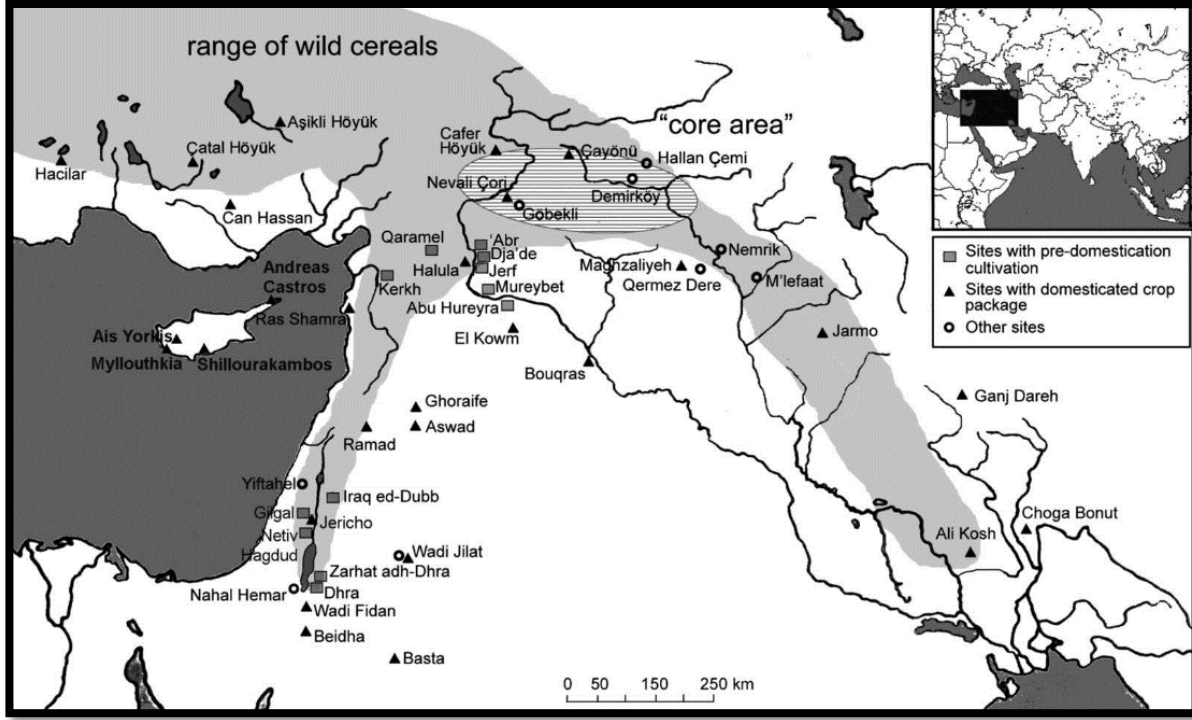 range of wild cereals
"core area"
Aşikli Höyük
Çatal Höyük
Hacilar
Can Hassan
Cafer
Höyük
Çayönü
Hallan Çemi
Nevali Çori
Demirköy
Göbekli
Qaramel
'Abr
Dja'de
Halula
Jerf
Kerkh
Mureybet
Abu Hureyra
Nemrik
Maghzaliyeh
Qermez Dere
M'lefaat
Andreas
Castros
Ras Shamra
El Kowm
Jarmo
Ais Yorkis
Myllouthkia
Shillourakambos
Bouqras
Ganj Dareh
Ghoraife
Aswad
Ramad
Yiftahel
Iraq ed-Dubb
Gilgal
Jericho
Netiv
Hagdud
Wadi Jilat
Choga Bonut
Ali Kosh
Zarhat adh-Dhra
Nahal Hemar
Dhra
Wadi Fidan
Beidha
Basta
0 50 150 250 km
Sites with pre-domestication
cultivation
Sites with domesticated crop
package
Other sites